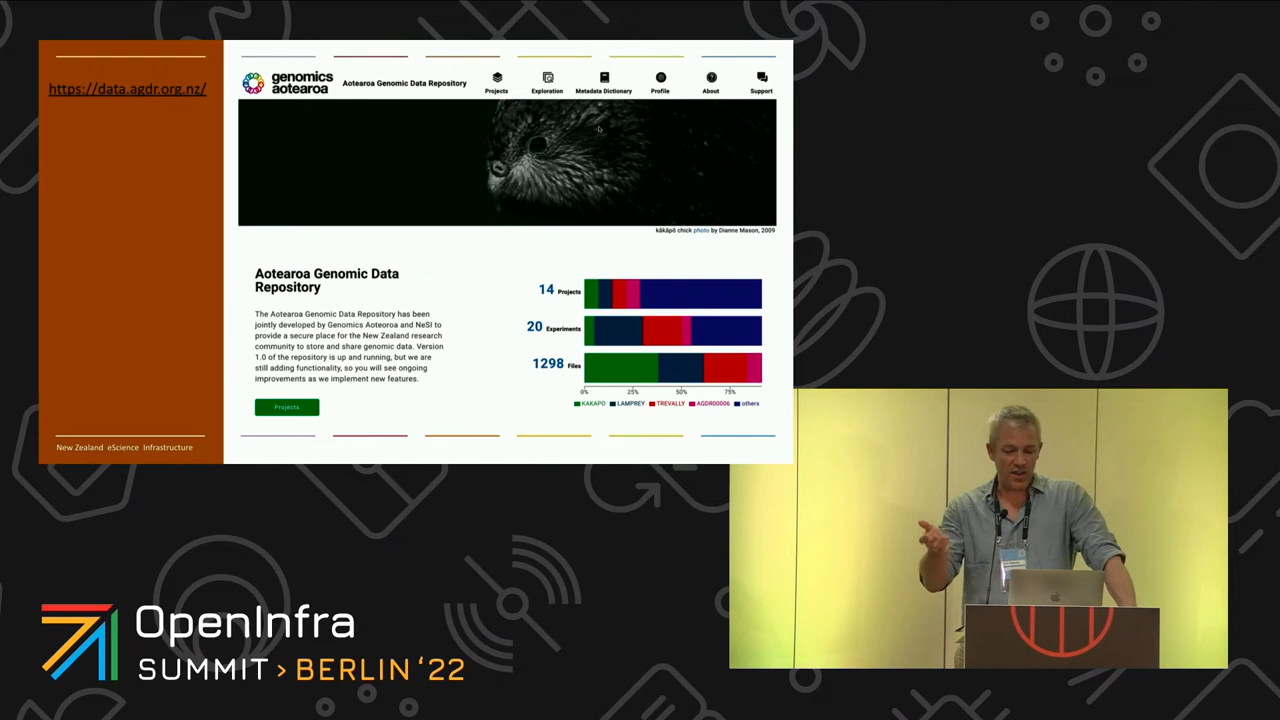 https://data.agdr.org.nz/
New Zealand eScience Infrastructure
genomics
aotearoa
Aotearoa Genomic Data Repository
Projects
Exploration
Metadata Dictionary
Profile
About
Support
kākāpō chick photo by Dianne Mason, 2009
Aotearoa Genomic Data
Repository
The Aotearoa Genomic Data Repository has been
jointly developed by Genomics Aoteoroa and NeSI to
provide a secure place for the New Zealand research
community to store and share genomic data. Version
1.0 of the repository is up and running, but we are
still adding functionality, so you will see ongoing
improvements as we implement new features.
Projects
14 Projects
20 Experiments
1298 Files
0% 25% 50% 75%
KAKAPO LAMPREY TREVALLY AGDR00006 others
OpenInfra
SUMMIT > BERLIN ‘22